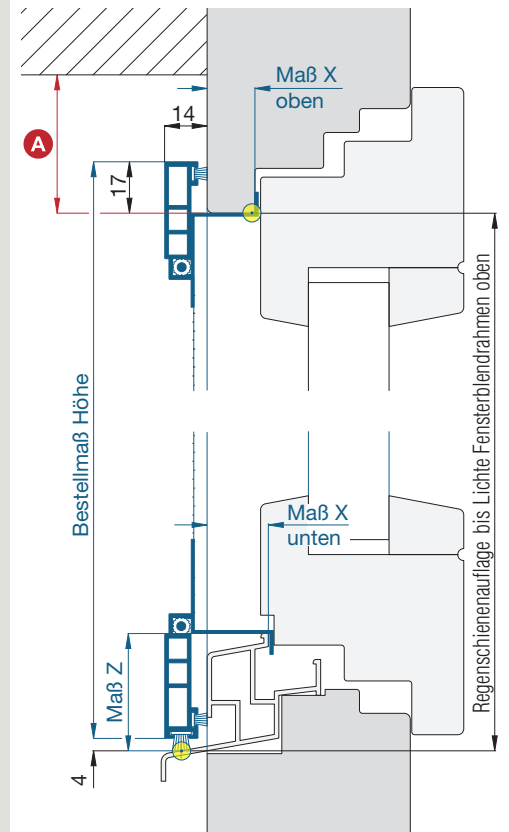 Maß X
oben
14
A
17
Bestellmaß Höhe
Regenschienenauflage bis Lichte Fensterblendrahmen oben
Maß X
unten
Maß Z
4